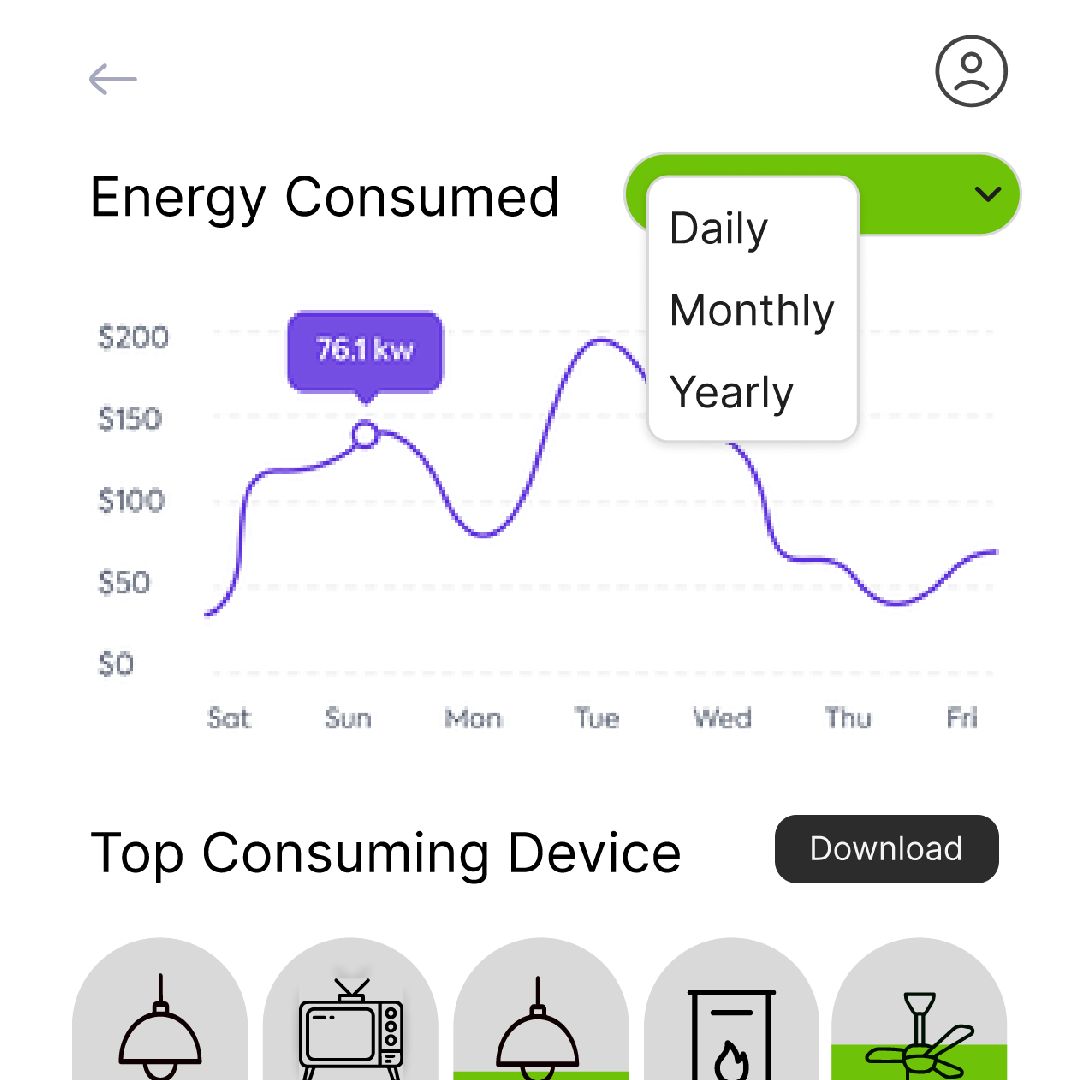 Energy Consumed
Daily
Monthly
Yearly
$200
76.1 kw
$150
$100
$50
$0
Sat Sun Mon Tue Wed Thu Fri
Top Consuming Device
Download